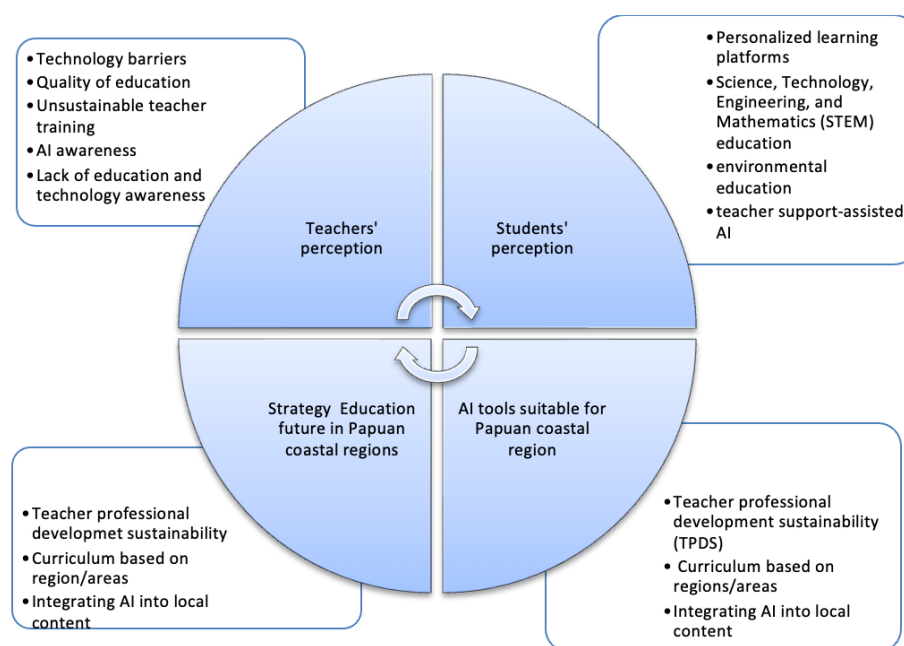 •Technology barriers
•Quality of education
•Unsustainable teacher
training
•AI awareness
•Lack of education and
technology awareness
•Personalized learning
platforms
•Science, Technology,
Engineering, and
Mathematics (STEM)
education
•environmental
education
•teacher support-assisted
AI
Teachers'
perception
Students'
perception
Strategy Education
future in Papuan
coastal regions
AI tools suitable for
Papuan coastal
region
•Teacher professional
developmet sustainability
•Curriculum based on
region/areas
•Integrating AI into local
content
•Teacher professional
development sustainability
(TPDS)
• Curriculum based on
regions/areas
•Integrating AI into local
content